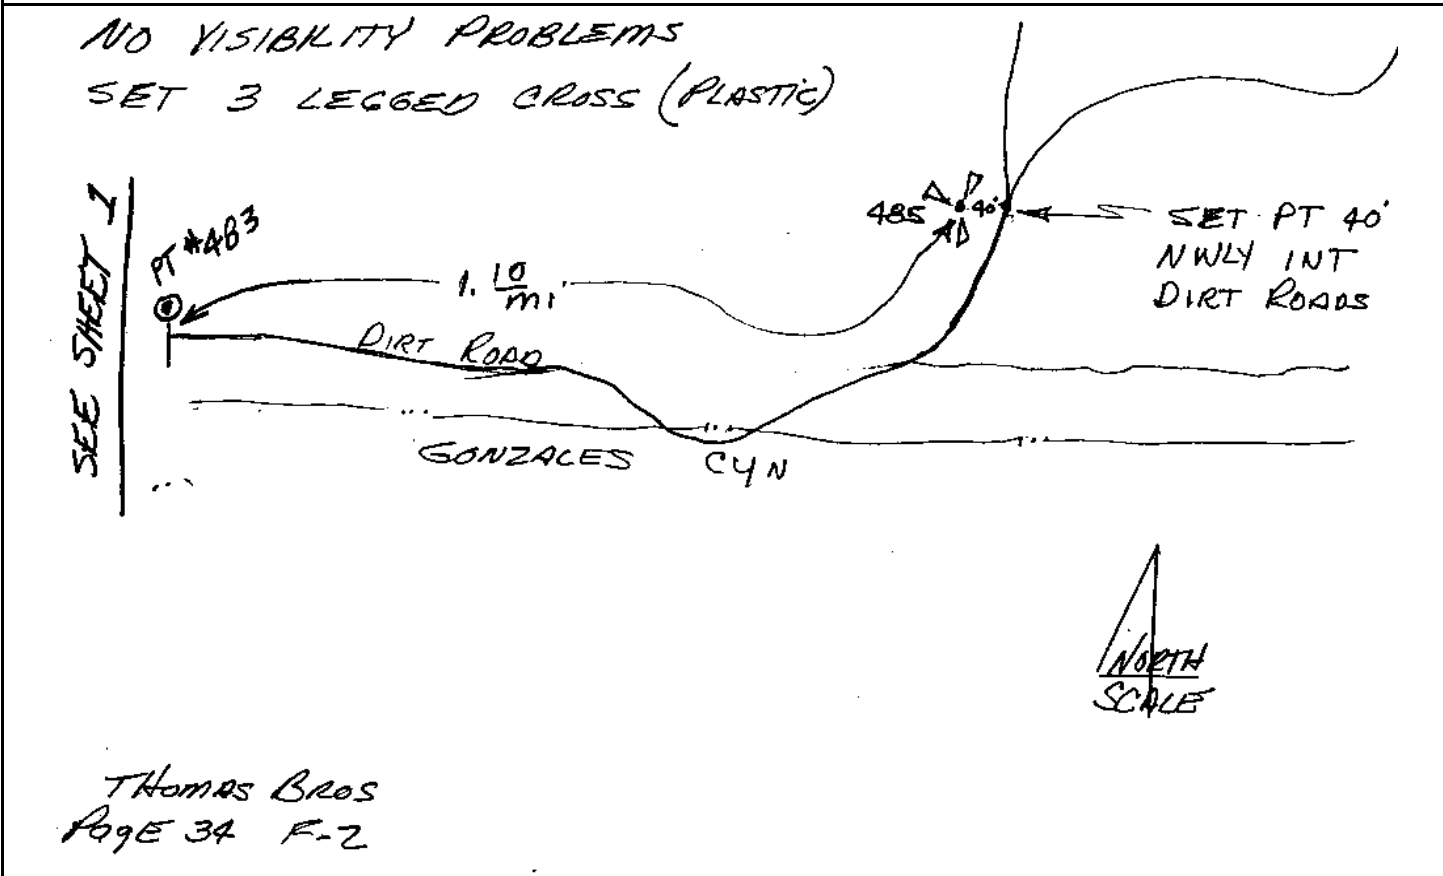 NO VISIBILITY PROBLEMS
SET 3 LEGGED CROSS (PLASTIC)
SEE SHEET 1
PT #483
1.10 mi
485
40'
SET PT 40'
NWLY INT
DIRT ROADS
DIRT ROAD
GONZALES CYN
NORTH
SCALE
THOMAS BROS
PAgE 34 F-2